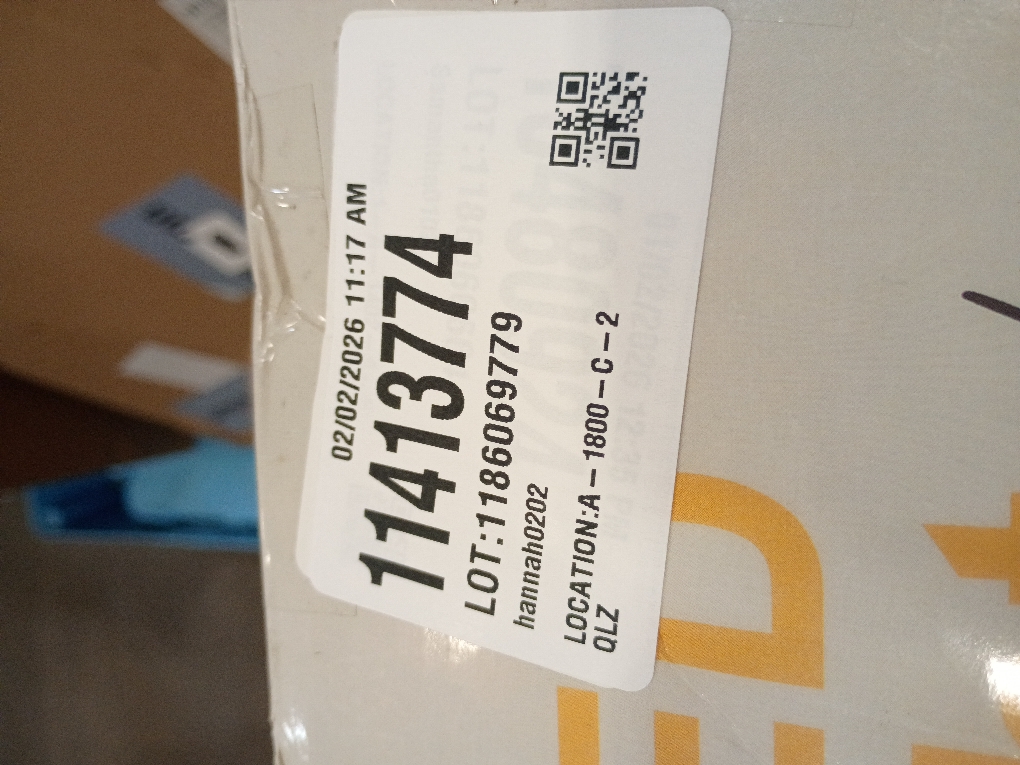 02/02/2026 11:17 AM
11413774
LOT:1186069779
hannah0202
LOCATION:A-1800-C-2
QLZ